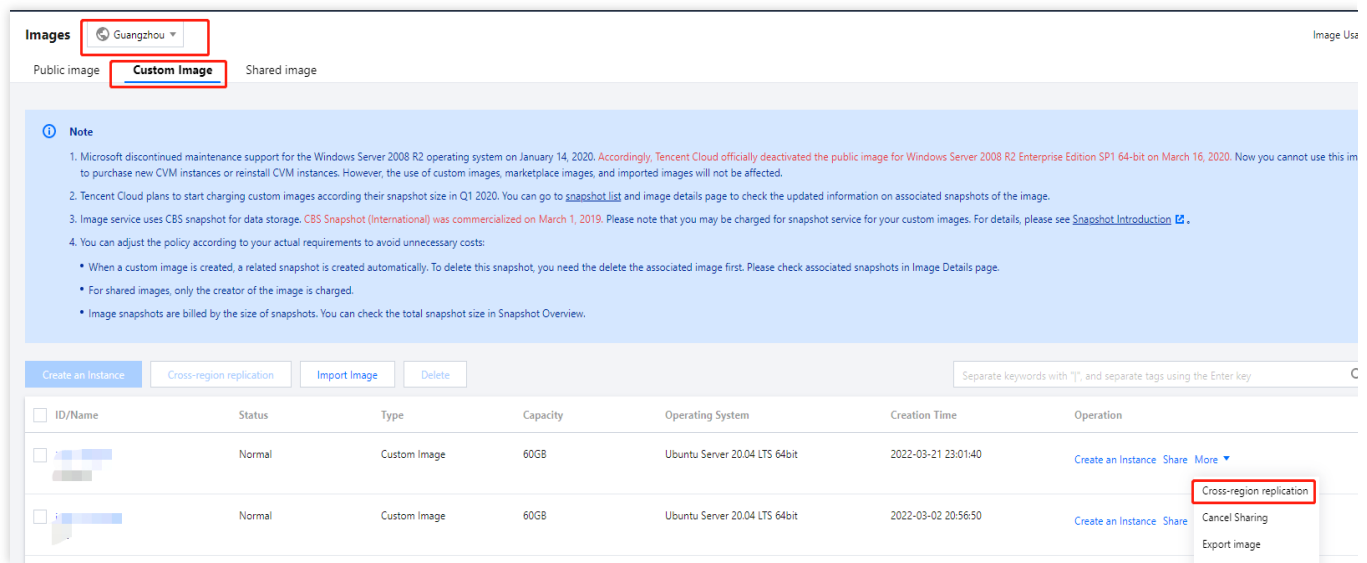 Images Guangzhou Image Usa
Public image Custom Image Shared image
Note
1. Microsoft discontinued maintenance support for the Windows Server 2008 R2 operating system on January 14, 2020. Accordingly, Tencent Cloud officially deactivated the public image for Windows Server 2008 R2 Enterprise Edition SP1 64-bit on March 16, 2020. Now you cannot use this im
to purchase new CVM instances or reinstall CVM instances. However, the use of custom images, marketplace images, and imported images will not be affected.
2. Tencent Cloud plans to start charging custom images according their snapshot size in Q1 2020. You can go to snapshot list and image details page to check the updated information on associated snapshots of the image.
3. Image service uses CBS snapshot for data storage. CBS Snapshot (International) was commercialized on March 1, 2019. Please note that you may be charged for snapshot service for your custom images. For details, please see Snapshot Introduction .
4. You can adjust the policy according to your actual requirements to avoid unnecessary costs:
• When a custom image is created, a related snapshot is created automatically. To delete this snapshot, you need the delete the associated image first. Please check associated snapshots in Image Details page.
• For shared images, only the creator of the image is charged.
• Image snapshots are billed by the size of snapshots. You can check the total snapshot size in Snapshot Overview.
Create an Instance Cross-region replication Import Image Delete Separate keywords with "|", and separate tags using the Enter key
ID/Name Status Type Capacity Operating System Creation Time Operation
Normal Custom Image 60GB Ubuntu Server 20.04 LTS 64bit 2022-03-21 23:01:40 Create an Instance Share More
Cross-region replication
Normal Custom Image 60GB Ubuntu Server 20.04 LTS 64bit 2022-03-02 20:56:50 Create an Instance Share Cancel Sharing
Export image